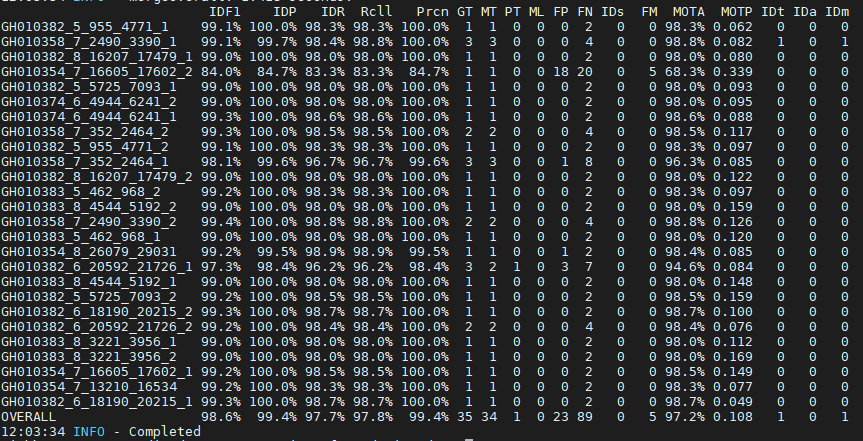 IDF1 IDP IDR Rcll Prcn GT MT PT ML FP FN IDs FM MOTA MOTP IDt IDa IDm
GH010382_5_955_4771_1 99.1% 100.0% 98.3% 98.3% 100.0% 1 1 0 0 0 2 0 0 98.3% 0.062 0 0 0
GH010358_7_2490_3390_1 99.1% 99.7% 98.4% 98.8% 100.0% 3 3 0 0 0 4 0 0 98.8% 0.082 1 0 1
GH010382_8_16207_17479_1 99.0% 100.0% 98.0% 98.0% 100.0% 1 1 0 0 0 2 0 0 98.0% 0.080 0 0 0
GH010354_7_16605_17602_2 84.0% 84.7% 83.3% 83.3% 84.7% 1 1 0 0 18 20 0 5 68.3% 0.339 0 0 0
GH010382_5_5725_7093_1 99.0% 100.0% 98.0% 98.0% 100.0% 1 1 0 0 0 2 0 0 98.0% 0.093 0 0 0
GH010374_6_4944_6241_2 99.0% 100.0% 98.0% 98.0% 100.0% 1 1 0 0 0 2 0 0 98.0% 0.095 0 0 0
GH010374_6_4944_6241_1 99.3% 100.0% 98.6% 98.6% 100.0% 1 1 0 0 0 2 0 0 98.6% 0.088 0 0 0
GH010358_7_352_2464_2 99.3% 100.0% 98.5% 98.5% 100.0% 2 2 0 0 0 4 0 0 98.5% 0.117 0 0 0
GH010382_5_955_4771_2 99.1% 100.0% 98.3% 98.3% 100.0% 1 1 0 0 0 2 0 0 98.3% 0.097 0 0 0
GH010358_7_352_2464_1 98.1% 99.6% 96.7% 96.7% 99.6% 3 3 0 0 1 8 0 0 96.3% 0.085 0 0 0
GH010382_8_16207_17479_2 99.0% 100.0% 98.0% 98.0% 100.0% 1 1 0 0 0 2 0 0 98.0% 0.122 0 0 0
GH010383_5_462_968_2 99.2% 100.0% 98.3% 98.3% 100.0% 1 1 0 0 0 2 0 0 98.3% 0.097 0 0 0
GH010383_8_4544_5192_2 99.0% 100.0% 98.0% 98.0% 100.0% 1 1 0 0 0 2 0 0 98.0% 0.159 0 0 0
GH010358_7_2490_3390_2 99.4% 100.0% 98.8% 98.8% 100.0% 2 2 0 0 0 4 0 0 98.8% 0.126 0 0 0
GH010383_5_462_968_1 99.0% 100.0% 98.0% 98.0% 100.0% 1 1 0 0 0 2 0 0 98.0% 0.120 0 0 0
GH010354_8_26079_29031 99.2% 99.5% 98.9% 98.9% 99.5% 1 1 0 0 1 2 0 0 98.4% 0.085 0 0 0
GH010382_6_20592_21726_1 97.3% 98.4% 96.2% 96.2% 98.4% 3 2 1 0 3 7 0 0 94.6% 0.084 0 0 0
GH010383_8_4544_5192_1 99.0% 100.0% 98.0% 98.0% 100.0% 1 1 0 0 0 2 0 0 98.0% 0.148 0 0 0
GH010382_5_5725_7093_2 99.2% 100.0% 98.5% 98.5% 100.0% 1 1 0 0 0 2 0 0 98.5% 0.159 0 0 0
GH010382_6_18190_20215_2 99.3% 100.0% 98.7% 98.7% 100.0% 1 1 0 0 0 2 0 0 98.7% 0.100 0 0 0
GH010382_6_20592_21726_2 99.2% 100.0% 98.4% 98.4% 100.0% 2 2 0 0 0 4 0 0 98.4% 0.076 0 0 0
GH010383_8_3221_3956_1 99.0% 100.0% 98.0% 98.0% 100.0% 1 1 0 0 0 2 0 0 98.0% 0.112 0 0 0
GH010383_8_3221_3956_2 99.0% 100.0% 98.0% 98.0% 100.0% 1 1 0 0 0 2 0 0 98.0% 0.169 0 0 0
GH010354_7_16605_17602_1 99.2% 100.0% 98.5% 98.5% 100.0% 1 1 0 0 0 2 0 0 98.5% 0.149 0 0 0
GH010354_7_13210_16534 99.2% 100.0% 98.3% 98.3% 100.0% 1 1 0 0 0 2 0 0 98.3% 0.077 0 0 0
GH010382_6_18190_20215_1 99.3% 100.0% 98.7% 98.7% 100.0% 1 1 0 0 0 2 0 0 98.7% 0.049 0 0 0
OVERALL 98.6% 99.4% 97.7% 97.8% 99.4% 35 34 1 0 23 89 0 5 97.2% 0.108 1 0 1
12:03:34 INFO - Completed